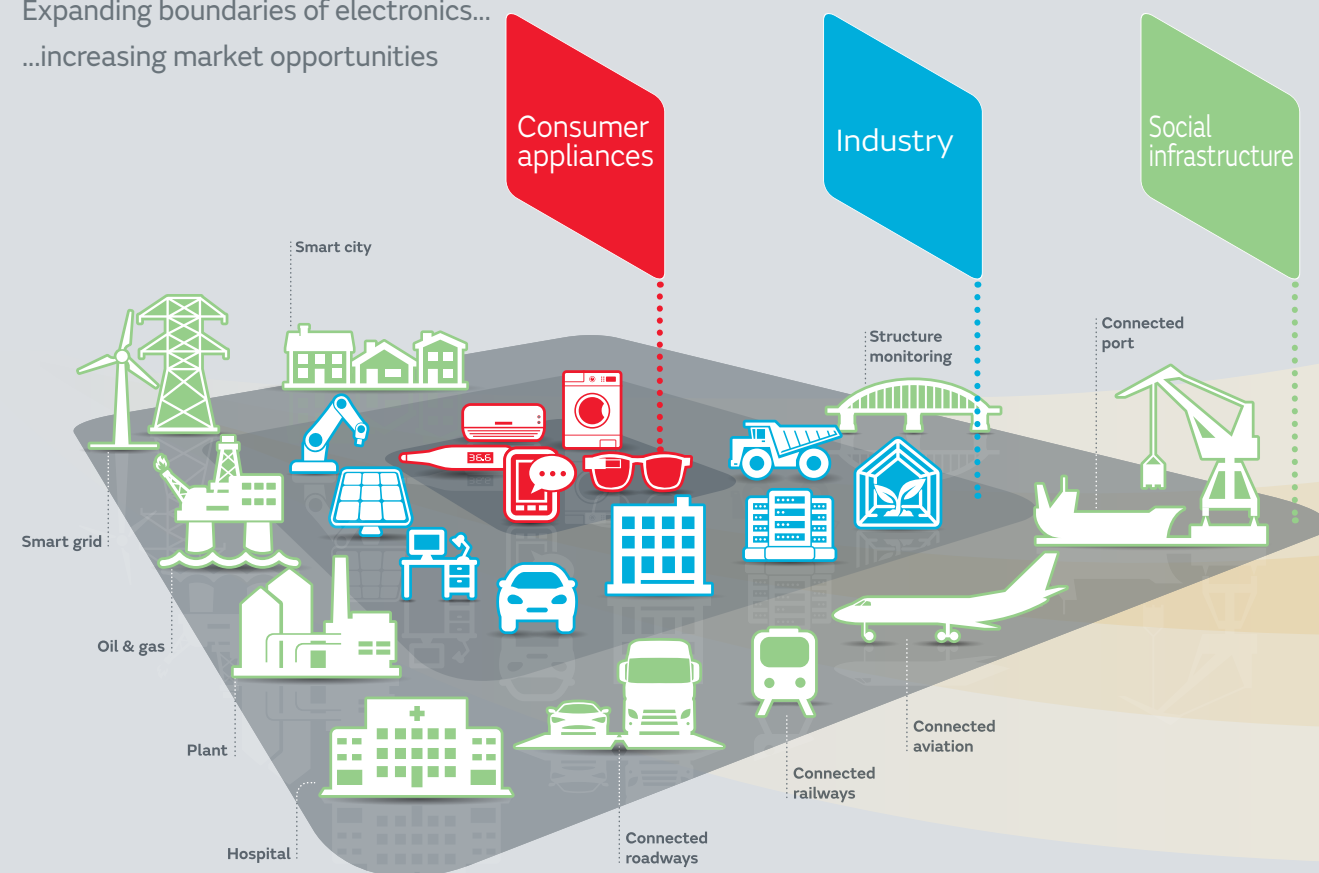 Expanding boundaries of electronics...
...increasing market opportunities
Consumer
appliances
Industry
Social
infrastructure
Smart city
Structure
monitoring
Connected
port
36.6
Smart grid
Oil & gas
Plant
Hospital
Connected
roadways
Connected
railways
Connected
aviation